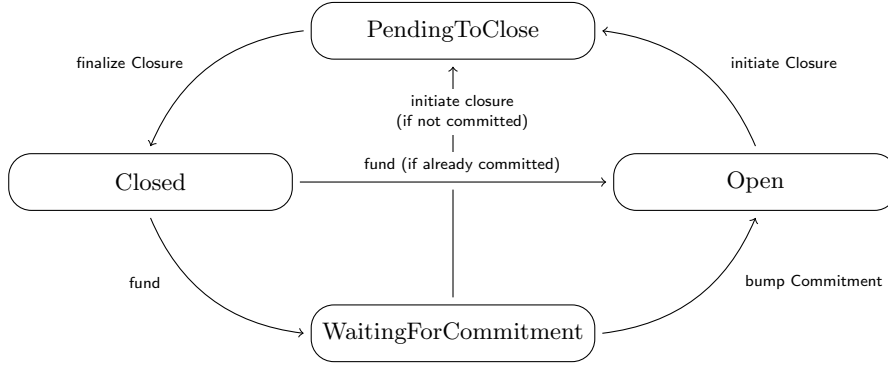 PendingToClose
finalize Closure
initiate Closure
initiate closure
(if not committed)
fund (if already committed)
Closed
Open
fund
bump Commitment
WaitingForCommitment